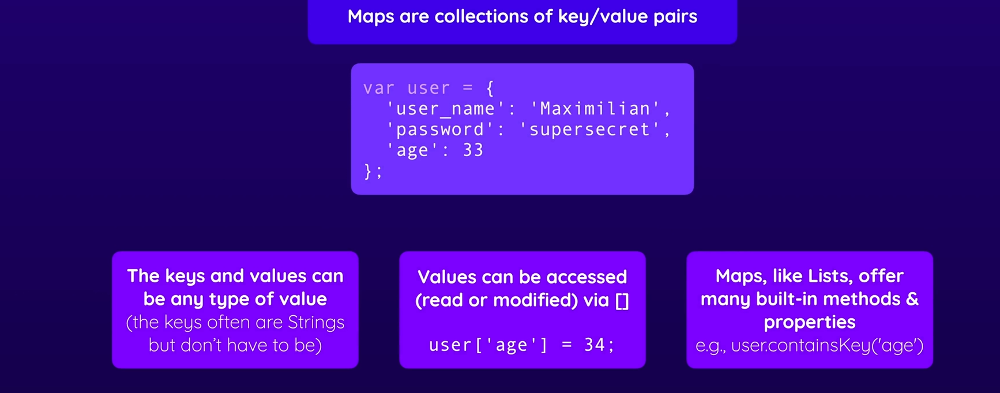 Maps are collections of key/value pairs
var user = {
  'user_name': 'Maximilian',
  'password': 'supersecret',
  'age': 33
};
The keys and values can
be any type of value
(the keys often are Strings
but don't have to be)
Values can be accessed
(read or modified) via []
user['age'] = 34;
Maps, like Lists, offer
many built-in methods &
properties
e.g., user.containsKey('age')